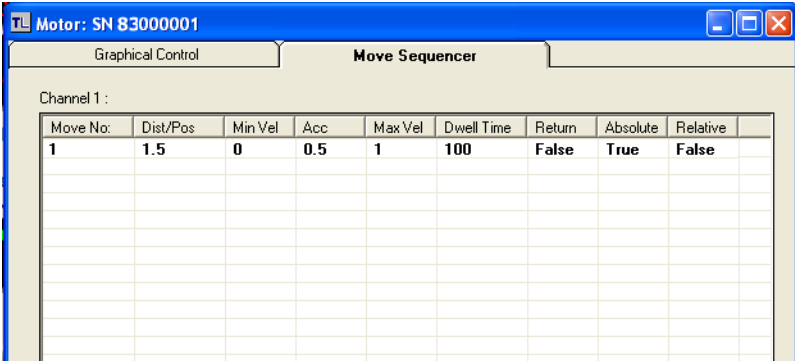 TL Motor: SN 83000001
Graphical Control Move Sequencer
Channel 1 :
Move No: Dist/Pos Min Vel Acc Max Vel Dwell Time Return Absolute Relative
1 1.5 0 0.5 1 100 False True False